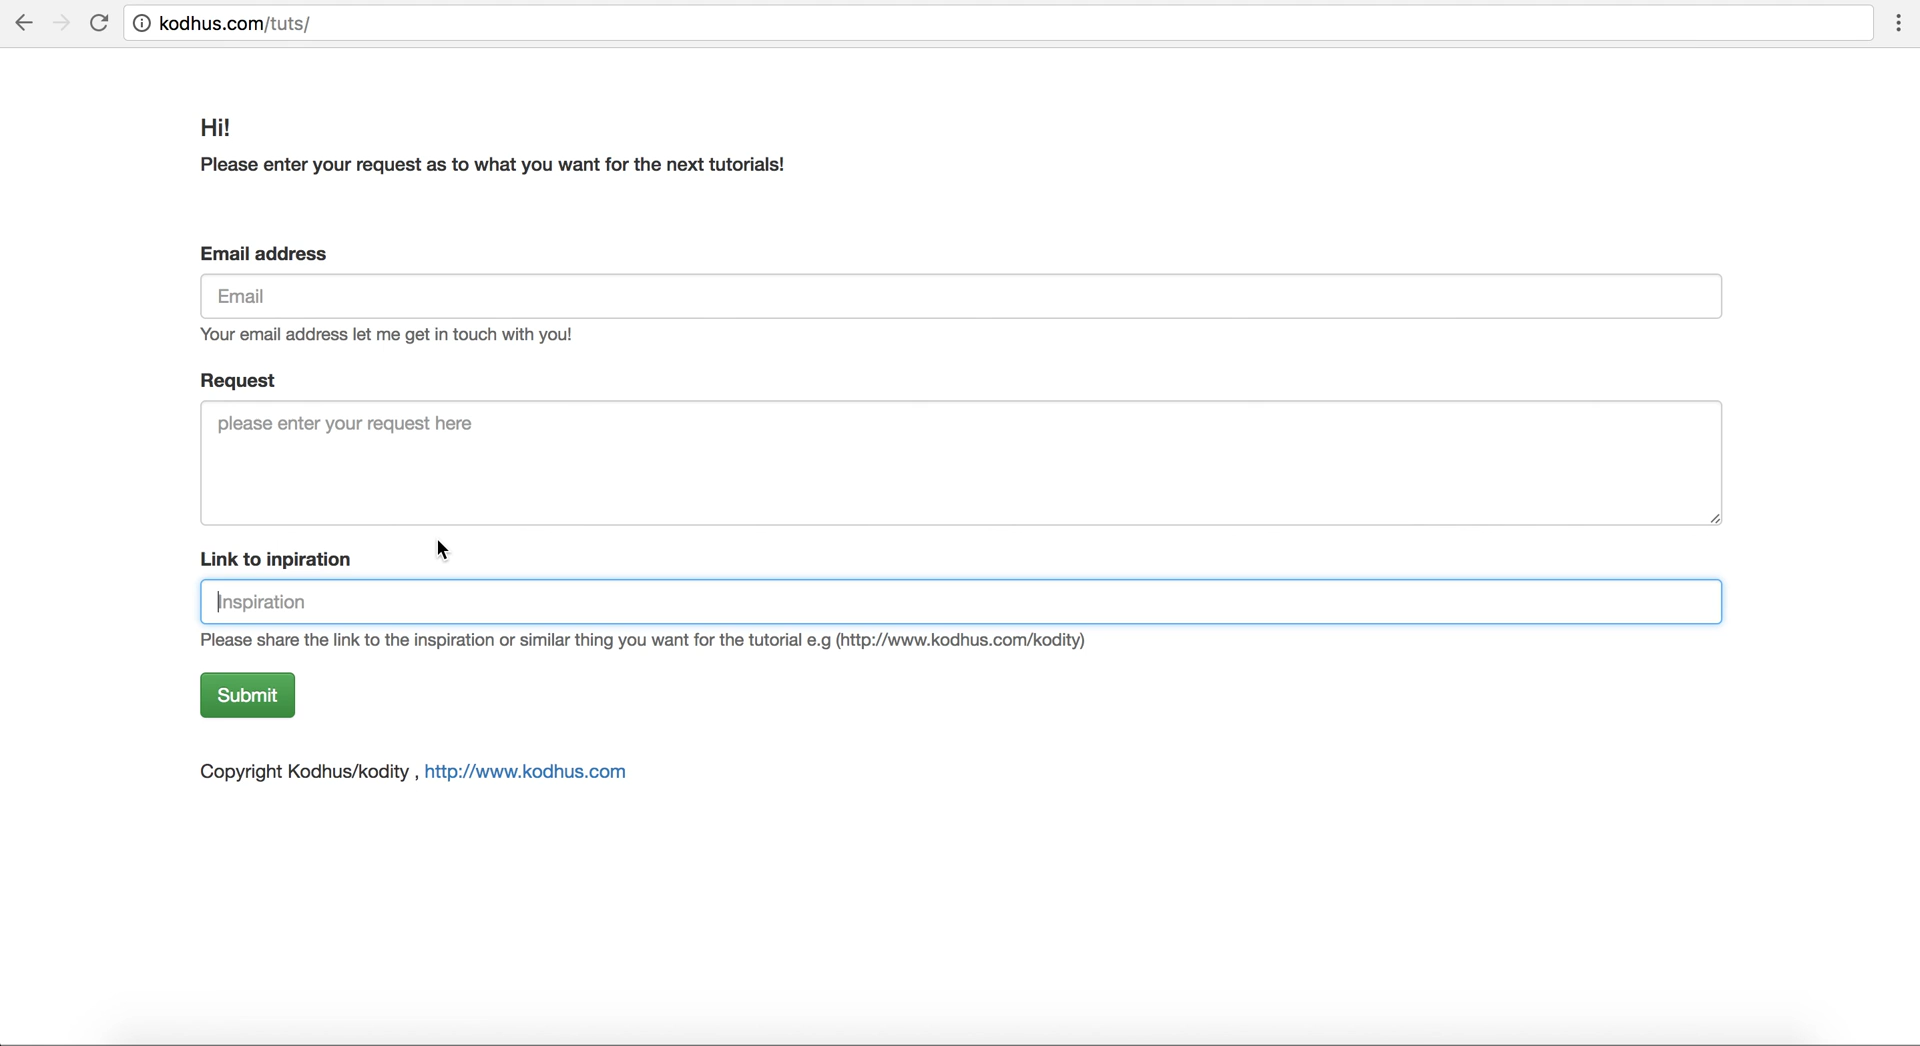 kodhus.com/tuts/
Hi!
Please enter your request as to what you want for the next tutorials!
Email address
Email
Your email address let me get in touch with you!
Request
please enter your request here
Link to inpiration
Inspiration
Please share the link to the inspiration or similar thing you want for the tutorial e.g (http://www.kodhus.com/kodity)
Submit
Copyright Kodhus/kodity , http://www.kodhus.com